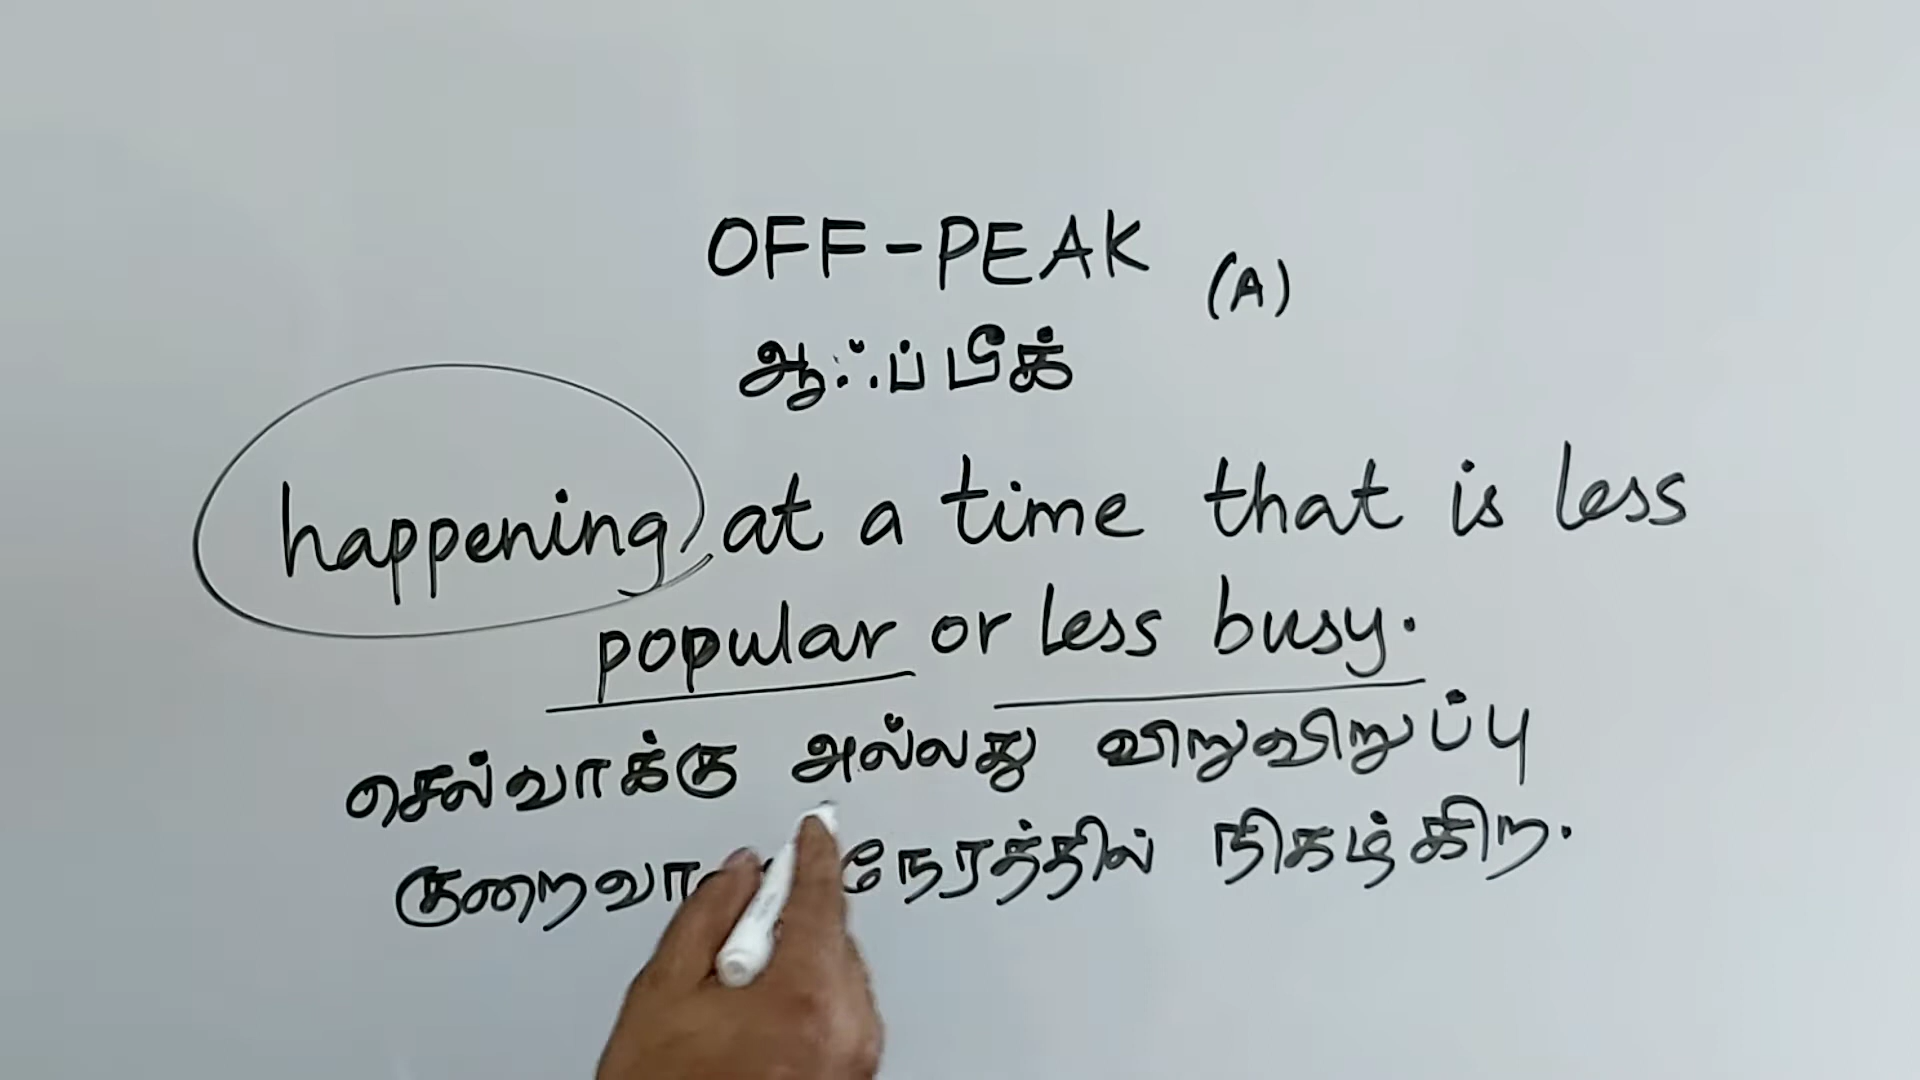 OFF-PEAK (A)
ஆஃப்பீக்
happening at a time that is less
popular or less busy.
செல்வாக்கு அல்லது விறுவிறுப்பு
நேரத்தில் நிகழ்கிற.